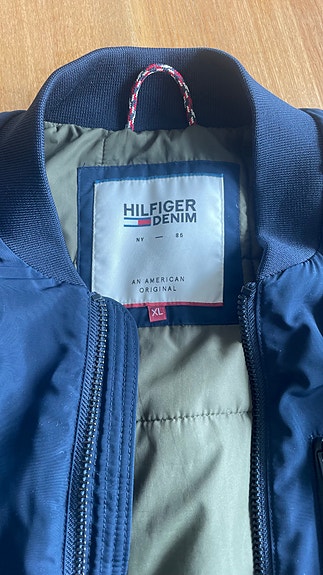 HILFIGER
DENIM
NY — 85
AN AMERICAN
ORIGINAL
XL